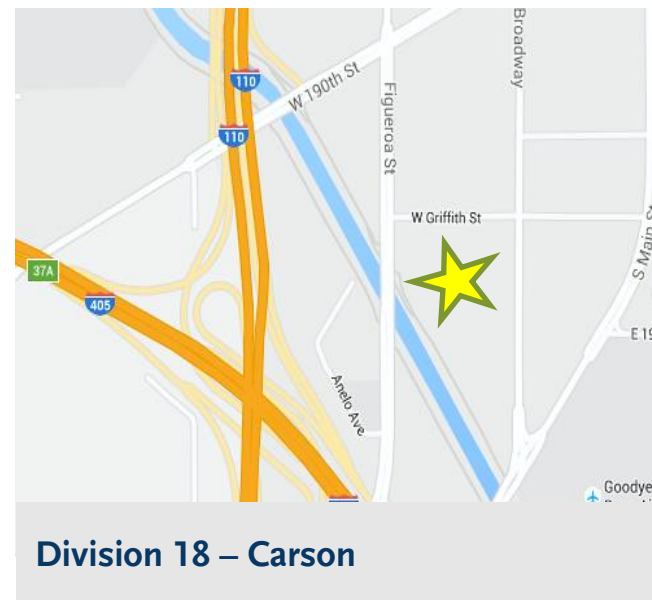 Broadway
110
W 190th St
Figueroa St
110
W Griffith St
S Main St
37A
405
E 19
Anelo Ave
Goodye
Division 18 – Carson